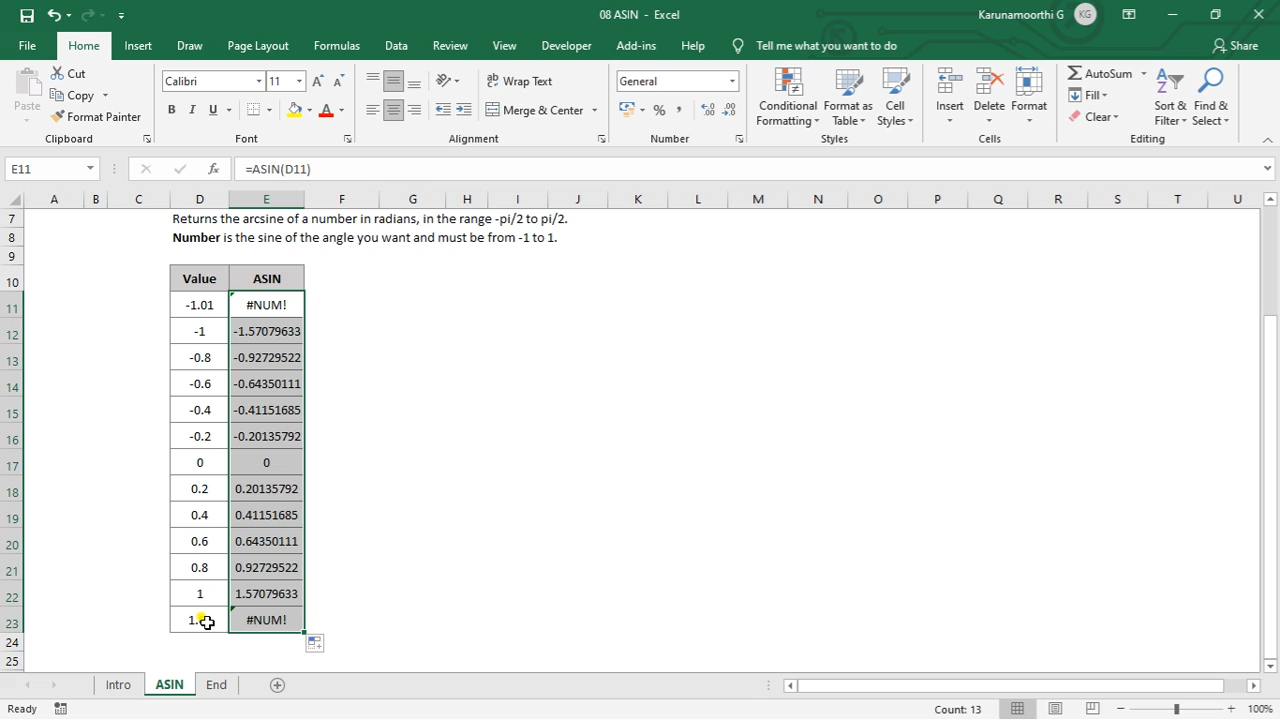 08 ASIN - Excel
Karunamoorthi G
KG
File Home Insert Draw Page Layout Formulas Data Review View Developer Add-ins Help Tell me what you want to do Share
Paste
Cut
Copy
Format Painter
Clipboard
Calibri 11
B I U
Font
Wrap Text
Merge & Center
Alignment
General
Number
Conditional Formatting
Format as Table
Cell Styles
Styles
Insert
Delete
Format
Cells
AutoSum
Fill
Clear
Sort & Filter
Find & Select
Editing
E11 fx =ASIN(D11)
A B C D E F G H I J K L M N O P Q R S T U
7 Returns the arcsine of a number in radians, in the range -pi/2 to pi/2.
8 Number is the sine of the angle you want and must be from -1 to 1.
9
10 Value ASIN
11 -1.01 #NUM!
12 -1 -1.57079633
13 -0.8 -0.92729522
14 -0.6 -0.64350111
15 -0.4 -0.41151685
16 -0.2 -0.20135792
17 0 0
18 0.2 0.20135792
19 0.4 0.41151685
20 0.6 0.64350111
21 0.8 0.92729522
22 1 1.57079633
23 #NUM!
24
25
Intro ASIN End
Ready Count: 13 100%